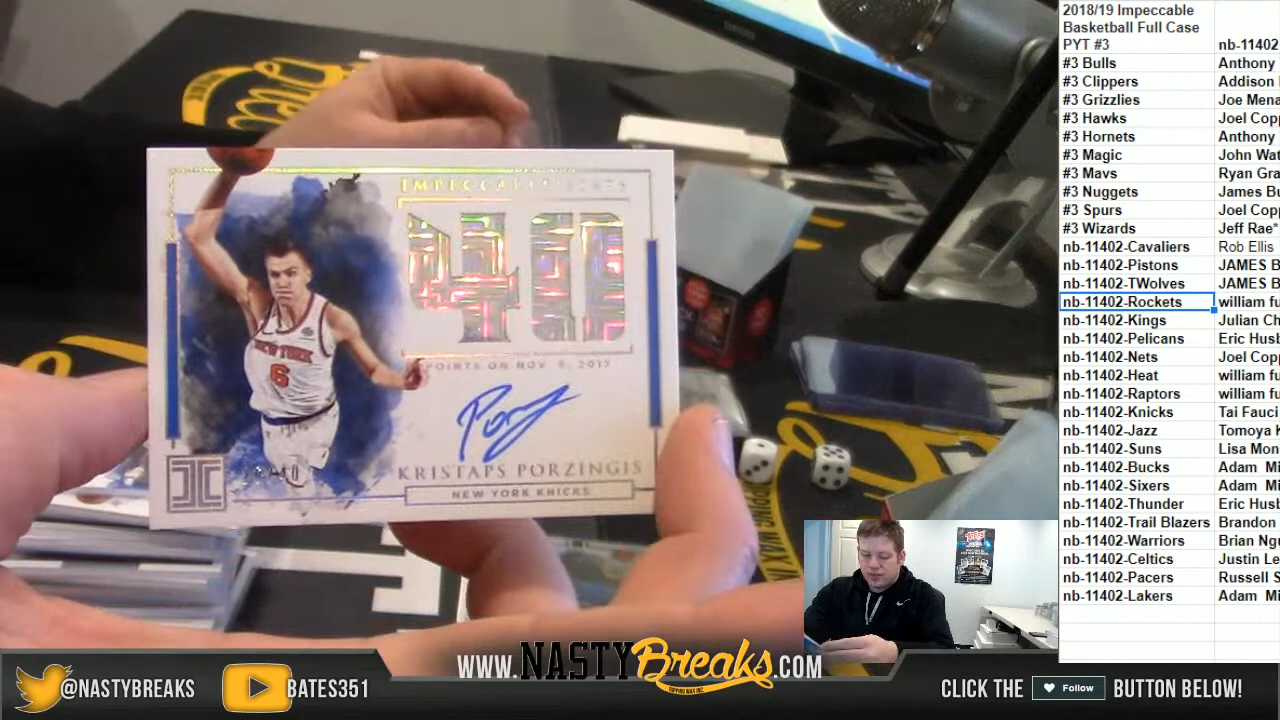 IMPECCABLE STATS
40
POINTS ON NOV. 5, 2017
NEW YORK
6
KRISTAPS PORZINGIS
NEW YORK KNICKS
2018/19 Impeccable
Basketball Full Case
PYT #3 nb-11402
#3 Bulls Anthony
#3 Clippers Addison
#3 Grizzlies Joe Mena
#3 Hawks Joel Copp
#3 Hornets Anthony
#3 Magic John Wat
#3 Mavs Ryan Gra
#3 Nuggets James Bu
#3 Spurs Joel Copp
#3 Wizards Jeff Rae*
nb-11402-Cavaliers Rob Ellis
nb-11402-Pistons JAMES B
nb-11402-TWolves JAMES B
nb-11402-Rockets william fu
nb-11402-Kings Julian Ch
nb-11402-Pelicans Eric Husb
nb-11402-Nets Joel Copp
nb-11402-Heat william fu
nb-11402-Raptors william fu
nb-11402-Knicks Tai Fauci
nb-11402-Jazz Tomoya K
nb-11402-Suns Lisa Mon
nb-11402-Bucks Adam Mi
nb-11402-Sixers Adam Mi
nb-11402-Thunder Eric Husb
nb-11402-Trail Blazers Brandon
nb-11402-Warriors Brian Ngu
nb-11402-Celtics Justin Le
nb-11402-Pacers Russell S
nb-11402-Lakers Adam Mi
@NASTYBREAKS
BATES351
WWW.NASTYBreaks.COM
RIPPING WAX INC
CLICK THE Follow BUTTON BELOW!